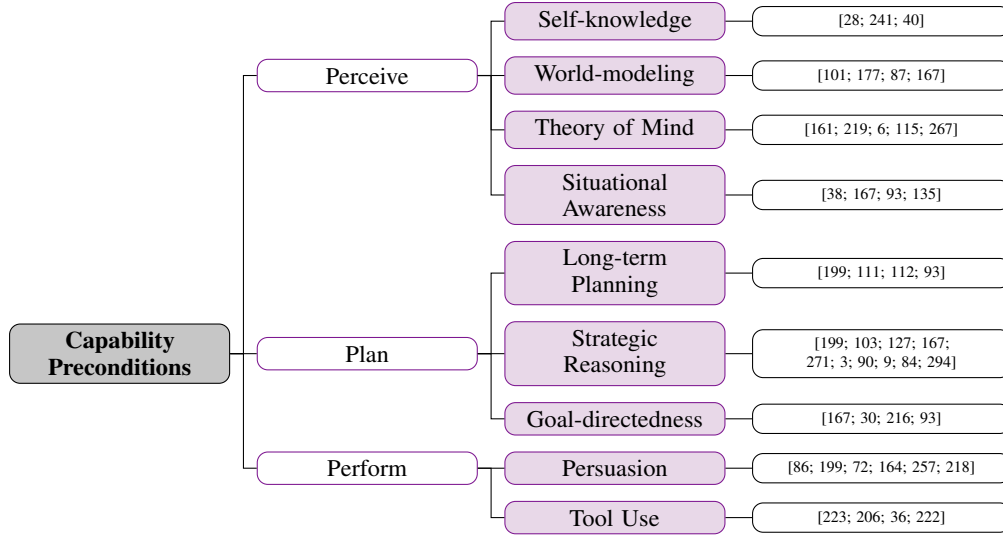 Self-knowledge
[28; 241; 40]
Perceive
World-modeling
[101; 177; 87; 167]
Theory of Mind
[161; 219; 6; 115; 267]
Situational
Awareness
[38; 167; 93; 135]
Long-term
Planning
[199; 111; 112; 93]
Capability
Preconditions
Plan
Strategic
Reasoning
[199; 103; 127; 167;
271; 3; 90; 9; 84; 294]
Goal-directedness
[167; 30; 216; 93]
Perform
Persuasion
[86; 199; 72; 164; 257; 218]
Tool Use
[223; 206; 36; 222]